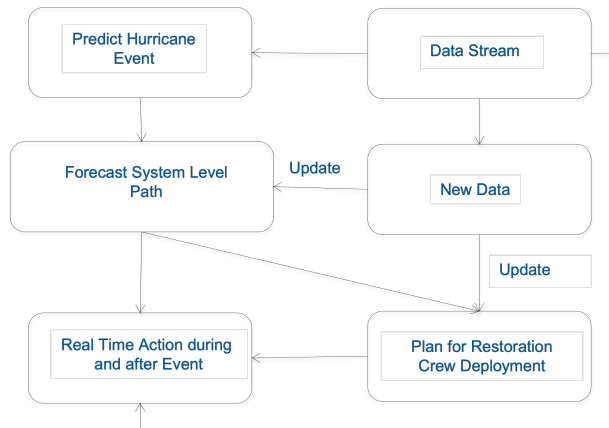 Predict Hurricane
Event
Data Stream
Forecast System Level
Path
Update
New Data
Update
Real Time Action during
and after Event
Plan for Restoration
Crew Deployment